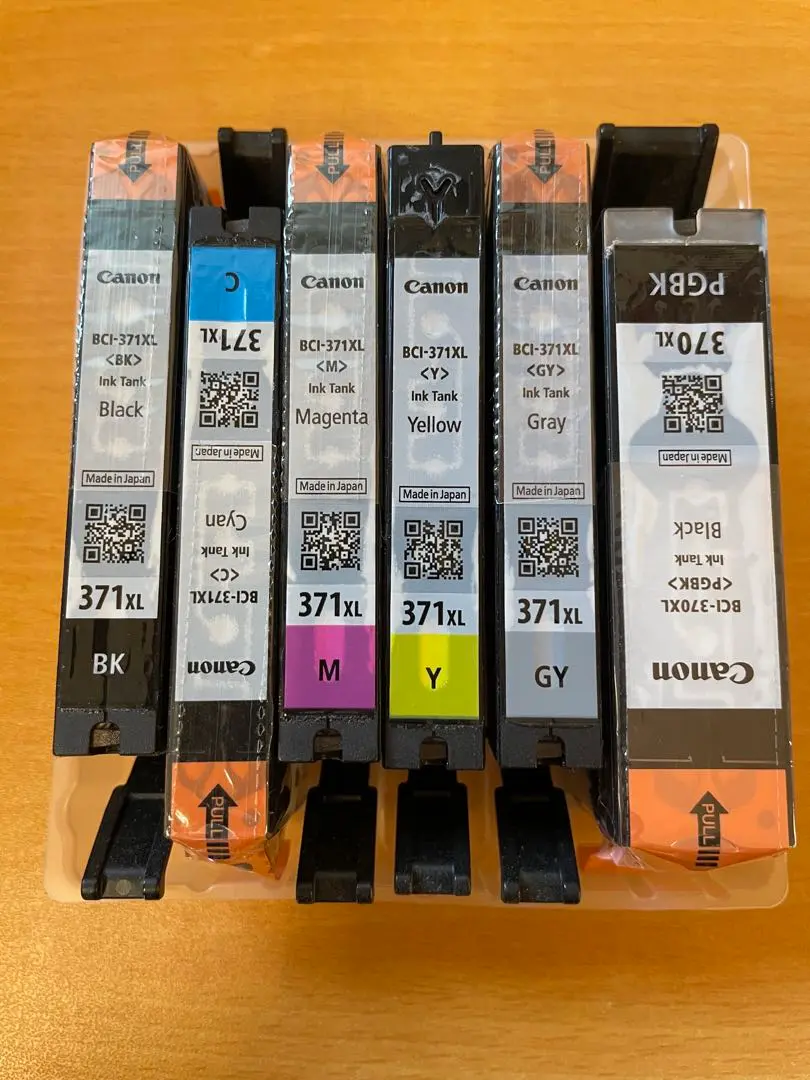 PULL
Canon
BCI-371XL
<BK>
Ink Tank
Black
Made in Japan
371XL
BK
C
371XL
Made in Japan
Cyan
Ink Tank
<C>
BCI-371XL
Canon
PULL
PULL
Canon
BCI-371XL
<M>
Ink Tank
Magenta
Made in Japan
371XL
M
Y
Canon
BCI-371XL
<Y>
Ink Tank
Yellow
Made in Japan
371XL
Y
PULL
Canon
BCI-371XL
<GY>
Ink Tank
Gray
Made in Japan
371XL
GY
PGBK
370XL
Made in Japan
Black
Ink Tank
<PGBK>
BCI-370XL
Canon
PULL